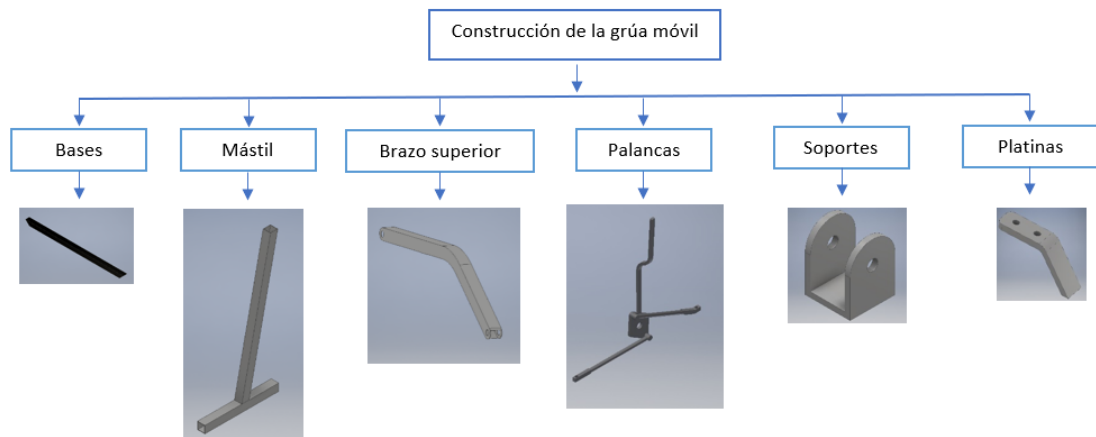 Construcción de la grúa móvil
Bases
Mástil
Brazo superior
Palancas
Soportes
Platinas